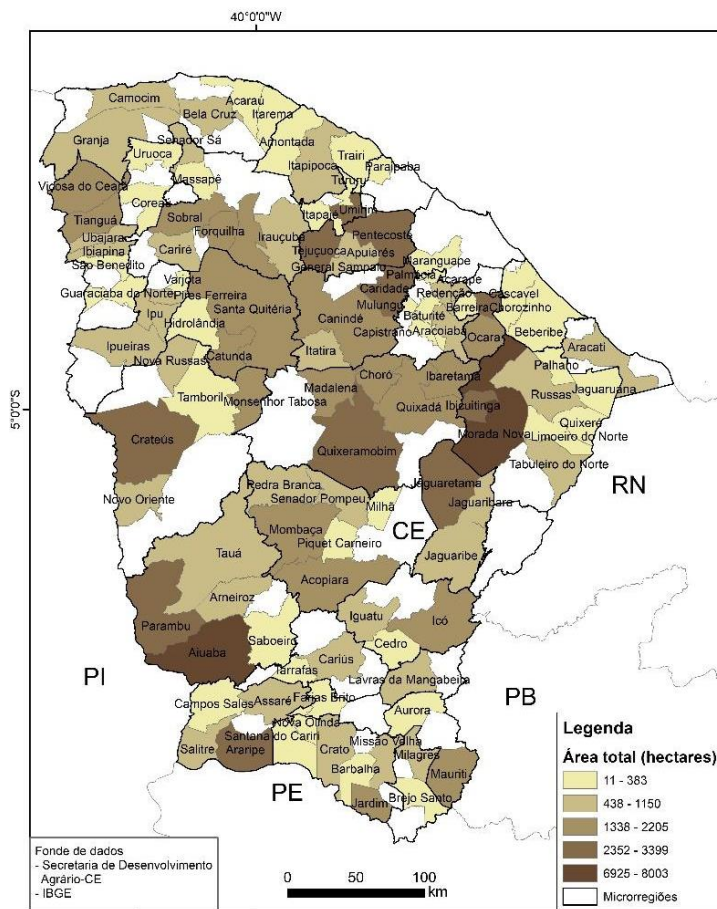 40°0'0"W
Camocim
Acaraú
Bela Cruz
Itarema
Granja
Senador Sá
Amontada
Uruoca
Trairi
Itapipoca
Paraipaba
Massapê
Viçosa do Ceará
Tururu
Coreaú
Itapajé
Umirim
Sobral
Tianguá
Forquilha
Pentecoste
Irauçuba
Tejuçuoca
Apuiarés
Ubajara
Cariré
Ibiapina
General Sampaio
Maranguape
São Benedito
Palmácia
Acarape
Varjota
Caridade
Redenção
Cascavel
Guaraciaba do Norte
Pires Ferreira
Mulungu
Barreira
Chorozinho
Santa Quitéria
Canindé
Baturité
Ipu
Hidrolândia
Capistrano
Aracoiaba
Beberibe
Ocara
Ipueiras
Itatira
Aracati
Nova Russas
Catunda
Choró
Ibaretama
Palhano
Madalena
Jaguaruana
Tamboril
Monsenhor Tabosa
Quixadá
Ibicuitinga
Russas
5°0'0"S
Quixeré
Crateús
Quixeramobim
Morada Nova
Limoeiro do Norte
Tabuleiro do Norte
RN
Novo Oriente
Pedra Branca
Jaguaretama
Senador Pompeu
Jaguaribara
Milhã
Mombaça
CE
Piquet Carneiro
Tauá
Jaguaribe
Acopiara
Arneiroz
Iguatu
Icó
Parambu
Saboeiro
Cedro
Aiuaba
Cariús
Tarrafas
Lavras da Mangabeira
PI
PB
Campos Sales
Assaré
Farias Brito
Aurora
Nova Olinda
Santana do Cariri
Missão Velha
Salitre
Araripe
Crato
Milagres
Barbalha
Mauriti
PE
Jardim
Brejo Santo
Legenda
Área total (hectares)
11 - 383
438 - 1150
1338 - 2205
2352 - 3399
6925 - 8003
Microrregiões
Fonde de dados
- Secretaria de Desenvolvimento
Agrário-CE
- IBGE
0 50 100
km